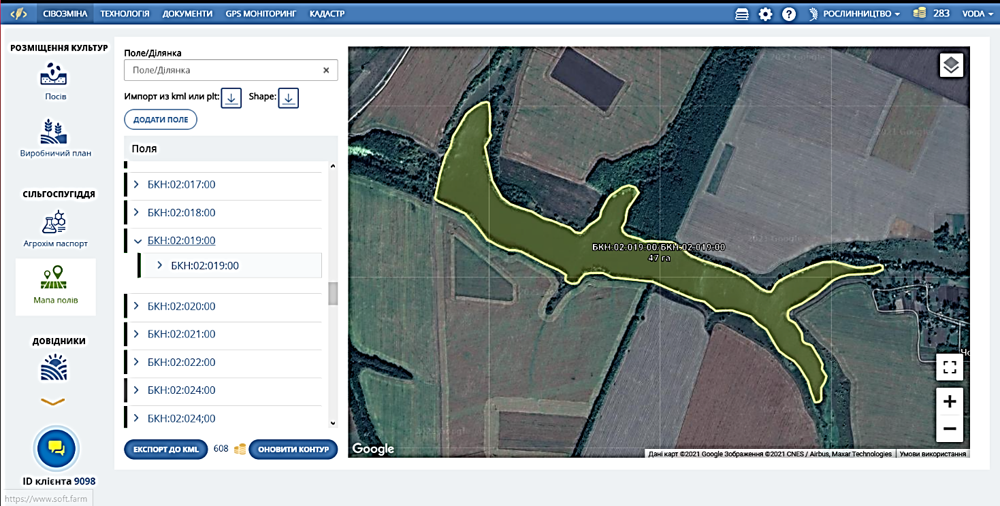 СІВОЗМІНА ТЕХНОЛОГІЯ ДОКУМЕНТИ GPS МОНІТОРИНГ КАДАСТР РОСЛИННИЦТВО 283 VODA
РОЗМІЩЕННЯ КУЛЬТУР
Посів
Виробничий план
СІЛЬГОСПУГІДДЯ
Агрохім паспорт
Мапа полів
ДОВІДНИКИ
ID клієнта 9098
https://www.soft.farm
Поле/Ділянка
Поле/Ділянка
Импорт из kml или plt: Shape:
ДОДАТИ ПОЛЕ
Поля
БКН:02:017:00
БКН:02:018:00
БКН:02:019:00
БКН:02:019:00
БКН:02:020:00
БКН:02:021:00
БКН:02:022:00
БКН:02:024:00
БКН:02:024;00
ЕКСПОРТ ДО KML 608 ОНОВИТИ КОНТУР
БКН:02:019:00/БКН:02:019:00
47 га
Чо
Google
Дані карт ©2021 Google Зображення ©2021 CNES / Airbus, Maxar Technologies Умови використання